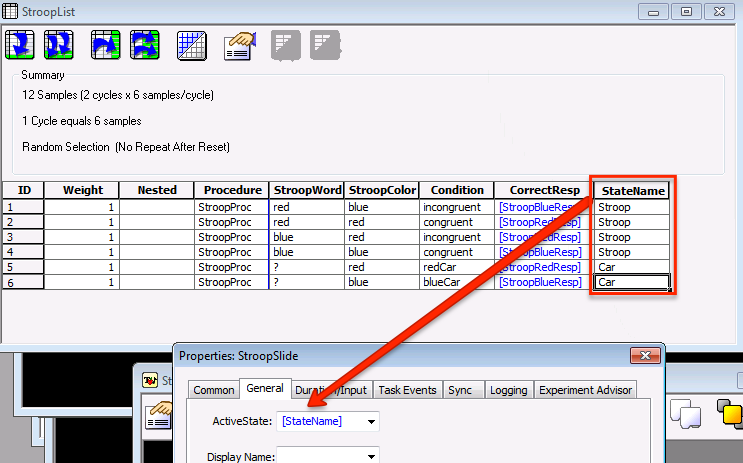 StroopList
Summary
12 Samples (2 cycles x 6 samples/cycle)
1 Cycle equals 6 samples
Random Selection (No Repeat After Reset)
ID Weight Nested Procedure StroopWord StroopColor Condition CorrectResp StateName
1 1 StroopProc red blue incongruent [StroopBlueResp] Stroop
2 1 StroopProc red red congruent [StroopRedResp] Stroop
3 1 StroopProc blue red incongruent [StroopRedResp] Stroop
4 1 StroopProc blue blue congruent [StroopBlueResp] Stroop
5 1 StroopProc ? red redCar [StroopRedResp] Car
6 1 StroopProc ? blue blueCar [StroopBlueResp] Car
Properties: StroopSlide
St
Common General Duration/Input Task Events Sync Logging Experiment Advisor
ActiveState: [StateName]
Display Name: